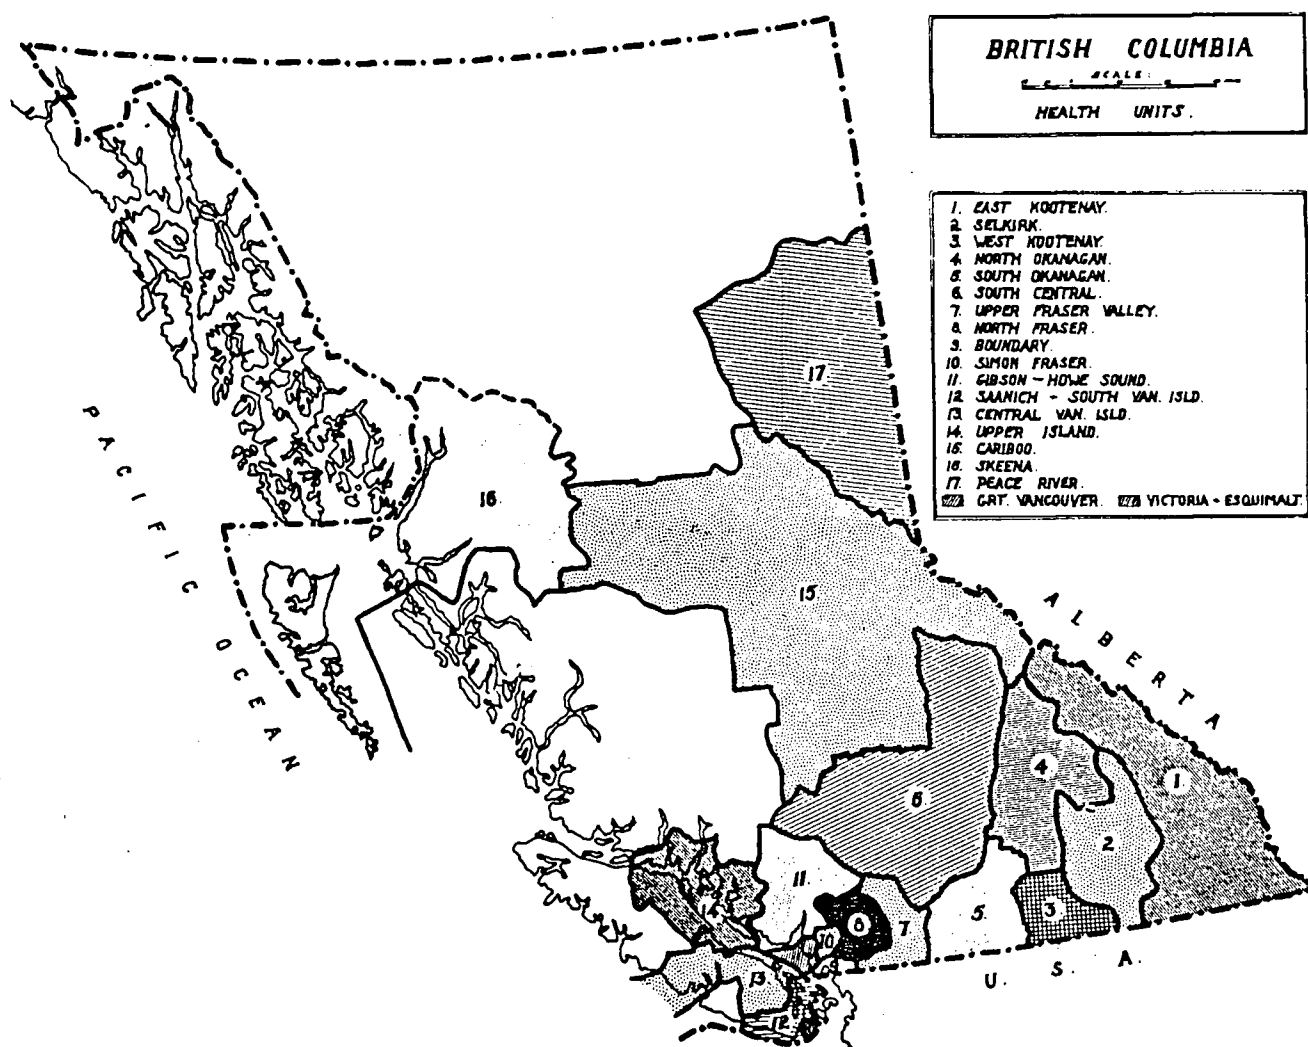 BRITISH COLUMBIA
SCALE:
HEALTH UNITS.
1. EAST KOOTENAY.
2. SELKIRK.
3. WEST KOOTENAY.
4. NORTH OKANAGAN.
5. SOUTH OKANAGAN.
6. SOUTH CENTRAL.
7. UPPER FRASER VALLEY.
8. NORTH FRASER.
9. BOUNDARY.
10. SIMON FRASER.
11. GIBSON - HOWE SOUND.
12. SAANICH - SOUTH VAN. ISLD.
13. CENTRAL VAN. ISLD.
14. UPPER ISLAND.
15. CARIBOO.
16. SKEENA.
17. PEACE RIVER.
GRT. VANCOUVER. VICTORIA - ESQUIMALT.
17.
16.
15.
PACIFIC OCEAN
ALBERTA
4
1
6.
2
11.
14
8
7
5.
3
10
13
12
U. S. A.